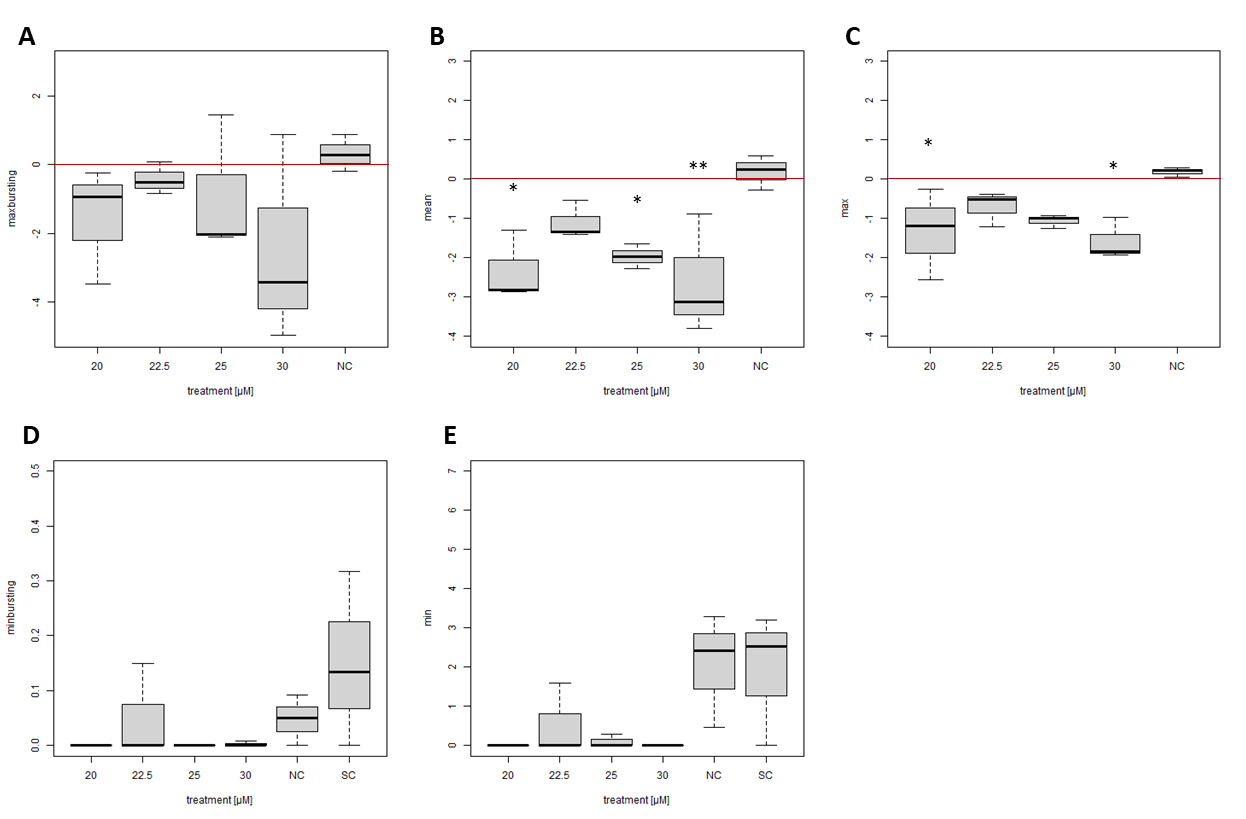 A
maxbursting
2
0
-2
-4
20 22.5 25 30 NC
treatment [µM]
B
mean
3
2
1
0
-1
-2
-3
-4
* * **
20 22.5 25 30 NC
treatment [µM]
C
max
3
2
1
0
-1
-2
-3
-4
* *
20 22.5 25 30 NC
treatment [µM]
D
minbursting
0.5
0.4
0.3
0.2
0.1
0.0
20 22.5 25 30 NC SC
treatment [µM]
E
min
7
6
5
4
3
2
1
0
20 22.5 25 30 NC SC
treatment [µM]